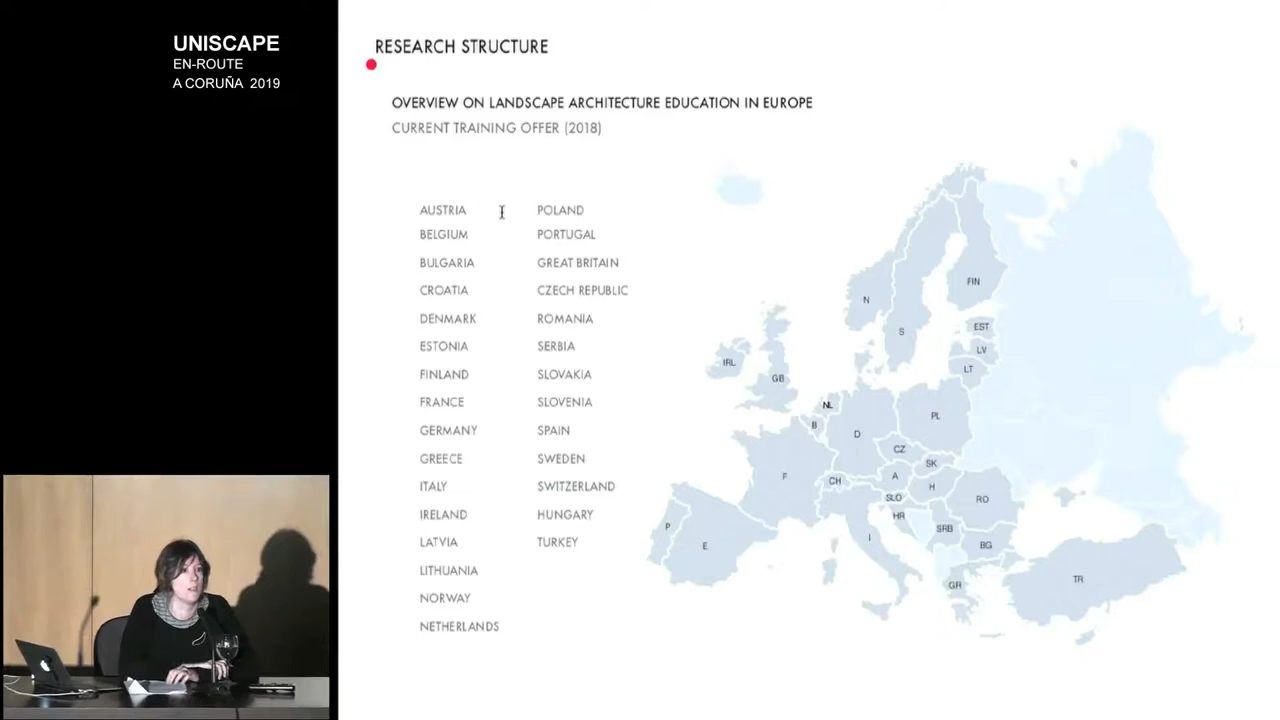 UNISCAPE
EN-ROUTE
A CORUÑA 2019
RESEARCH STRUCTURE
OVERVIEW ON LANDSCAPE ARCHITECTURE EDUCATION IN EUROPE
CURRENT TRAINING OFFER (2018)
AUSTRIA
BELGIUM
BULGARIA
CROATIA
DENMARK
ESTONIA
FINLAND
FRANCE
GERMANY
GREECE
ITALY
IRELAND
LATVIA
LITHUANIA
NORWAY
NETHERLANDS
POLAND
PORTUGAL
GREAT BRITAIN
CZECH REPUBLIC
ROMANIA
SERBIA
SLOVAKIA
SLOVENIA
SPAIN
SWEDEN
SWITZERLAND
HUNGARY
TURKEY
FIN
N
S
EST
LV
LT
IRL
GB
NL
B
D
PL
CZ
SK
F
CH
A
H
SLO
RO
HR
SRB
P
E
I
BG
GR
TR